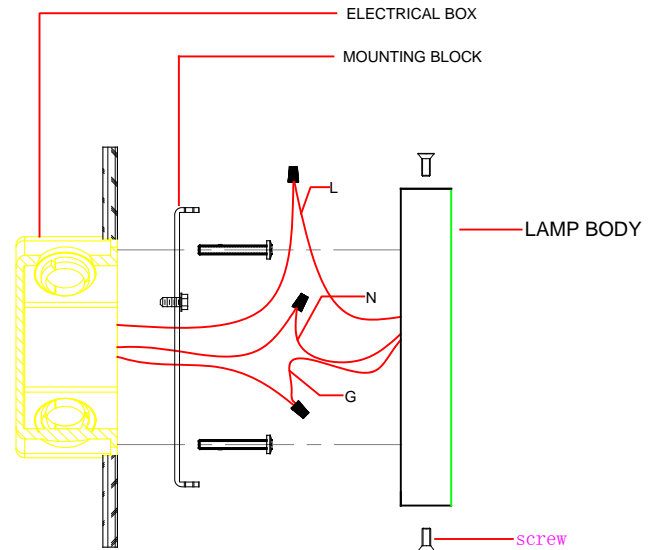 ELECTRICAL BOX
MOUNTING BLOCK
L
LAMP BODY
N
G
screw